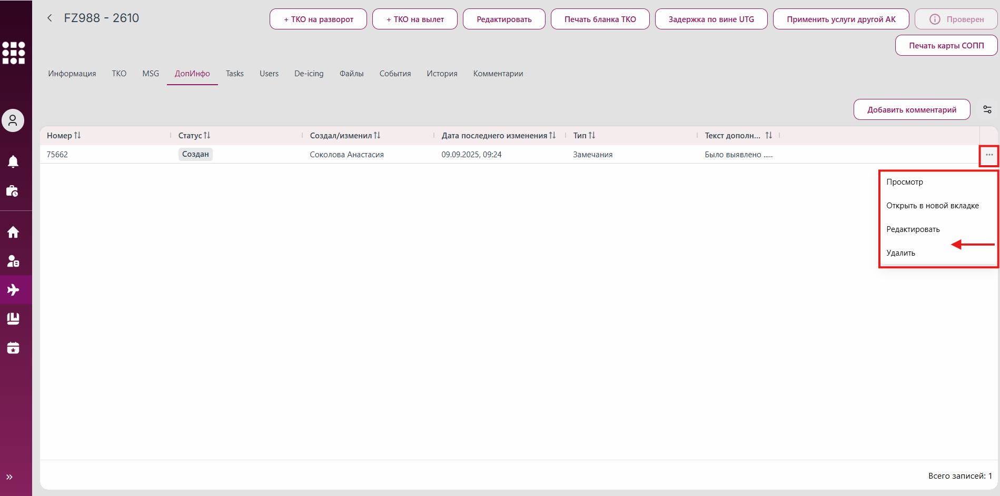 FZ988 - 2610
+ ТКО на разворот
+ ТКО на вылет
Редактировать
Печать бланка ТКО
Задержка по вине UTG
Применить услуги другой АК
Проверен
Печать карты СОПП
Информация
ТКО
MSG
ДопИнфо
Tasks
Users
De-icing
Файлы
События
История
Комментарии
Добавить комментарий
Номер
Статус
Создал/изменил
Дата последнего изменения
Тип
Текст дополн...
75662
Создан
Соколова Анастасия
09.09.2025, 09:24
Замечания
Было выявлено .....
Просмотр
Открыть в новой вкладке
Редактировать
Удалить
Всего записей: 1